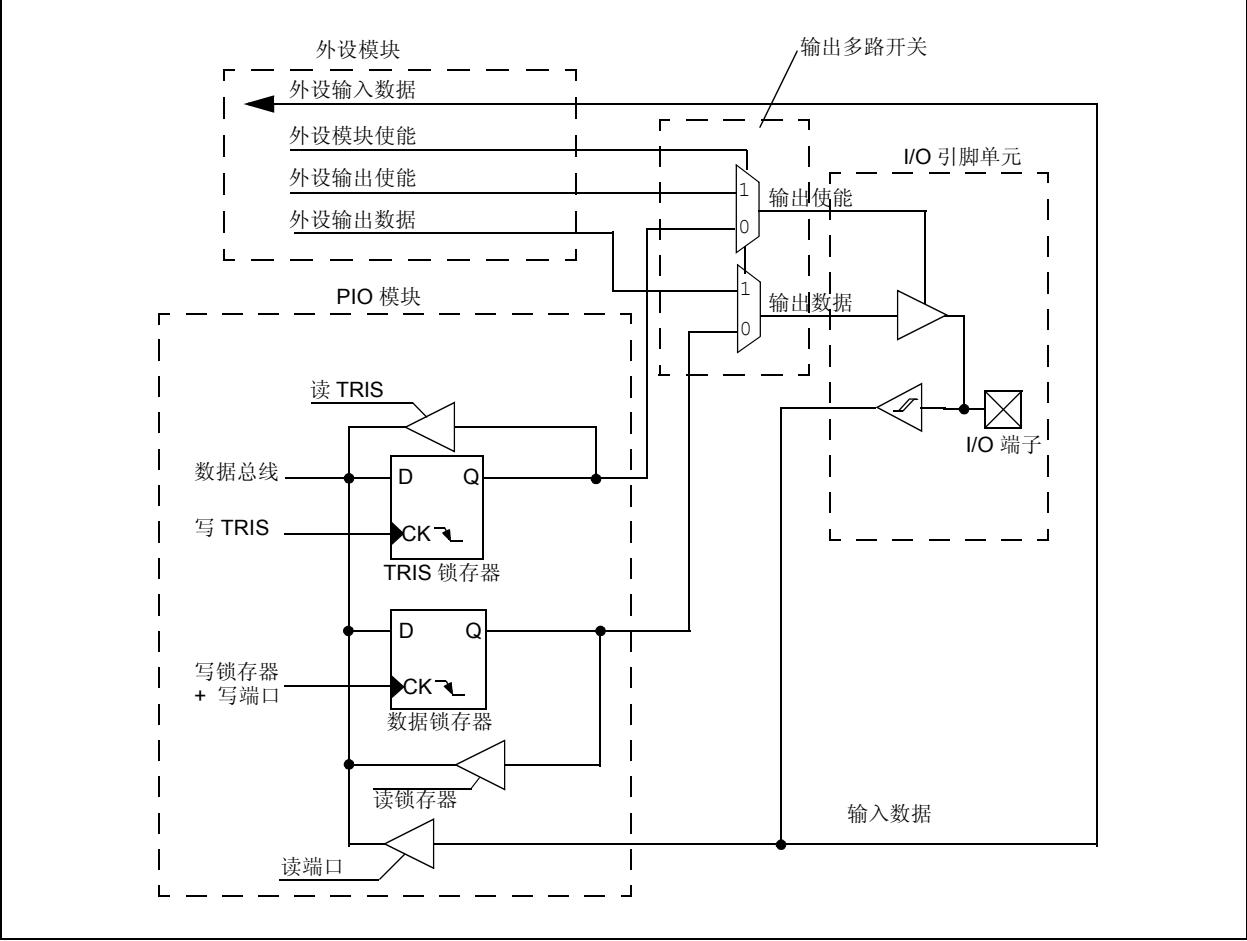 外设模块
输出多路开关
外设输入数据
外设模块使能
I/O 引脚单元
外设输出使能
1
输出使能
外设输出数据
0
PIO 模块
1
输出数据
0
读 TRIS
I/O 端子
数据总线
D
Q
写 TRIS
CK
TRIS 锁存器
D
Q
写锁存器
+ 写端口
CK
数据锁存器
读锁存器
输入数据
读端口